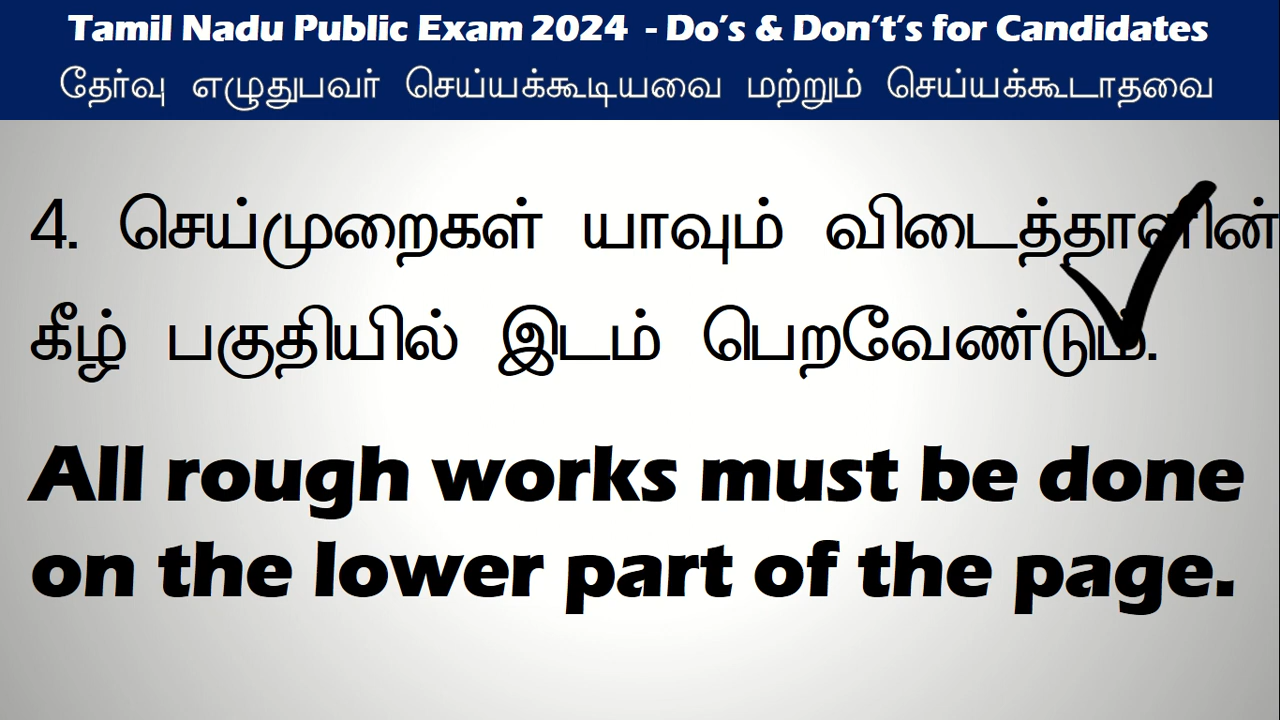 Tamil Nadu Public Exam 2024 - Do's & Don't's for Candidates
தேர்வு எழுதுபவர் செய்யக்கூடியவை மற்றும் செய்யக்கூடாதவை
4. செய்முறைகள் யாவும் விடைத்தாளின்
கீழ் பகுதியில் இடம் பெறவேண்டும்.
All rough works must be done
on the lower part of the page.